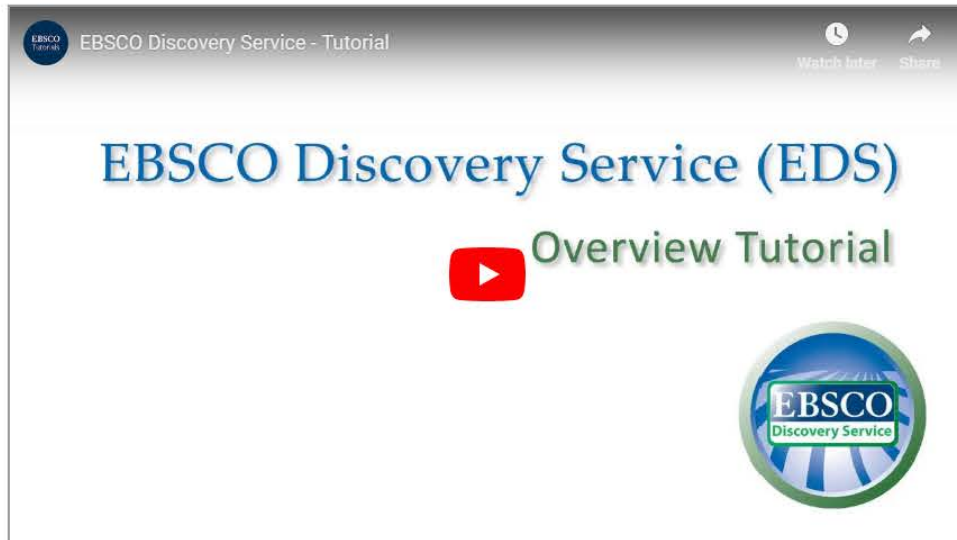 EBSCO
Tutorials
EBSCO Discovery Service - Tutorial
Watch later
Share
EBSCO Discovery Service (EDS)
Overview Tutorial
EBSCO
Discovery Service